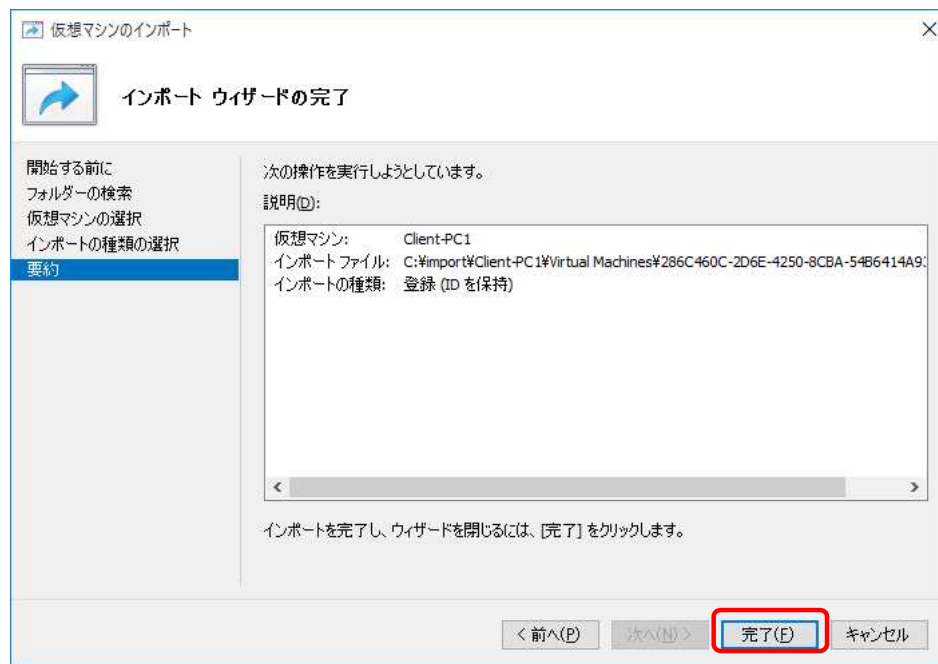 仮想マシンのインポート
インポート ウィザードの完了
開始する前に
フォルダーの検索
仮想マシンの選択
インポートの種類の選択
要約
次の操作を実行しようとしています。
説明(D):
仮想マシン: Client-PC1
インポート ファイル: C:¥import¥Client-PC1¥Virtual Machines¥286C460C-2D6E-4250-8CBA-54B6414A93
インポートの種類: 登録 (ID を保持)
インポートを完了し、ウィザードを閉じるには、[完了] をクリックします。
< 前へ(P) 次へ(N) > 完了(F) キャンセル